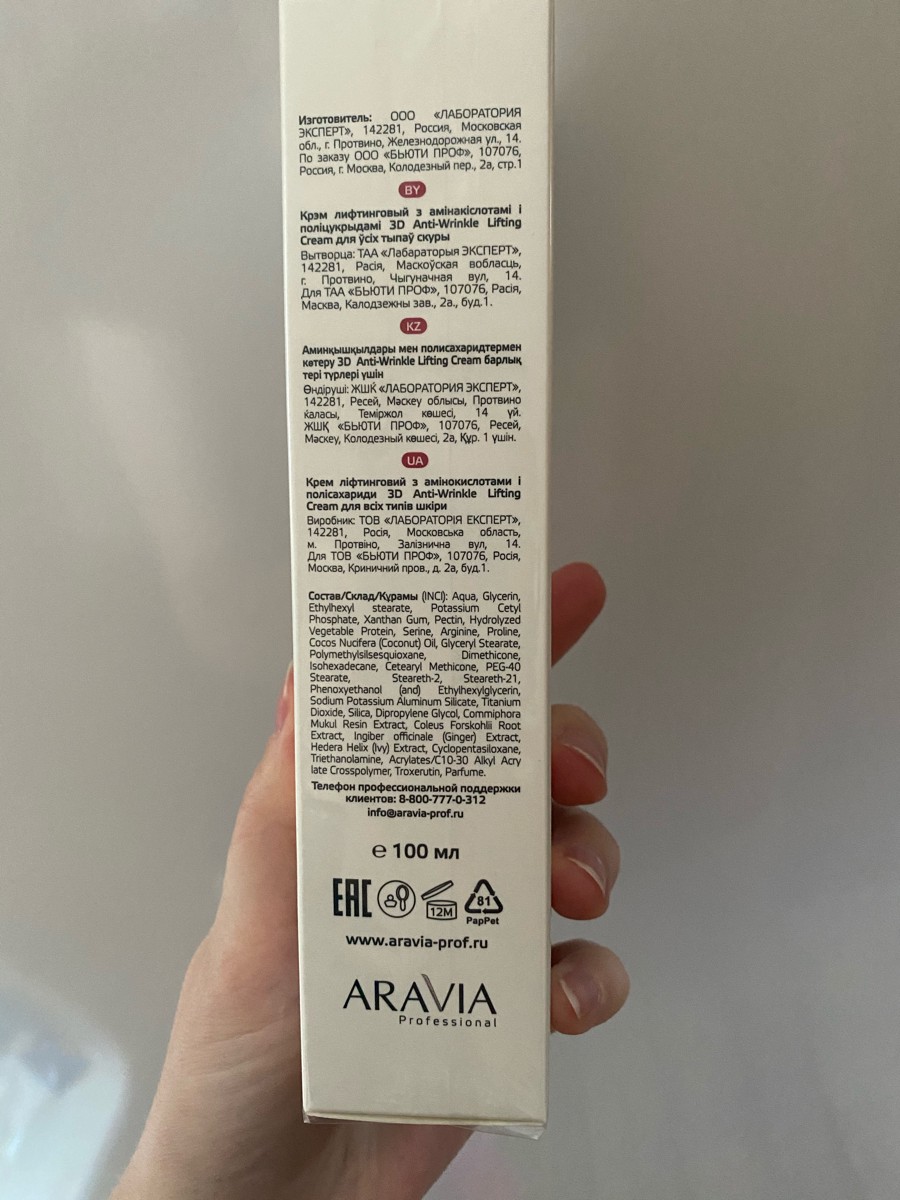 Изготовитель: ООО «ЛАБОРАТОРИЯ
ЭКСПЕРТ», 142281, Россия, Московская
обл., г. Протвино, Железнодорожная ул., 14.
По заказу ООО «БЬЮТИ ПРОФ», 107076,
Россия, г. Москва, Колодезный пер., 2а, стр.1
BY
Крэм лифтинговый з амінакіслотамі і
поліцукрыдамі 3D Anti-Wrinkle Lifting
Cream для ўсіх тыпаў скуры
Вытворца: ТАА «Лабараторыя ЭКСПЕРТ»,
142281, Расія, Маскоўская вобласць,
г. Протвино, Чыгуначная вул, 14.
Для ТАА «БЬЮТИ ПРОФ», 107076, Расія,
Масква, Калодзежны зав., 2а., буд.1.
KZ
Аминқышқылдары мен полисахаридтермен
көтеру 3D Anti-Wrinkle Lifting Cream барлық
тері түрлері үшін
Өндіруші: ЖШЌ «ЛАБОРАТОРИЯ ЭКСПЕРТ»,
142281, Ресей, Мәскеу облысы, Протвино
ќаласы, Теміржол көшесі, 14 үй.
ЖШҚ «БЬЮТИ ПРОФ», 107076, Ресей,
Мәскеу, Колодезный көшесі, 2а, Құр. 1 үшін.
UA
Крем ліфтинговий з амінокислотами і
полісахариди 3D Anti-Wrinkle Lifting
Cream для всіх типів шкіри
Виробник: ТОВ «ЛАБОРАТОРІЯ ЕКСПЕРТ»,
142281, Росія, Московська область,
м. Протвіно, Залізнична вул, 14.
Для ТОВ «БЬЮТИ ПРОФ», 107076, Росія,
Москва, Криничний пров., д. 2а, буд.1.
Состав/Склад/Құрамы (INCI): Aqua, Glycerin,
Ethylhexyl stearate, Potassium Cetyl
Phosphate, Xanthan Gum, Pectin, Hydrolyzed
Vegetable Protein, Serine, Arginine, Proline,
Cocos Nucifera (Coconut) Oil, Glyceryl Stearate,
Polymethylsilsesquioxane, Dimethicone,
Isohexadecane, Cetearyl Methicone, PEG-40
Stearate, Steareth-2, Steareth-21,
Phenoxyethanol (and) Ethylhexylglycerin,
Sodium Potassium Aluminum Silicate, Titanium
Dioxide, Silica, Dipropylene Glycol, Commiphora
Mukul Resin Extract, Coleus Forskohlii Root
Extract, Ingiber officinale (Ginger) Extract,
Hedera Helix (Ivy) Extract, Cyclopentasiloxane,
Triethanolamine, Acrylates/C10-30 Alkyl Acry
late Crosspolymer, Troxerutin, Parfume.
Телефон профессиональной поддержки
клиентов: 8-800-777-0-312
info@aravia-prof.ru
℮ 100 мл
EAC
12M
81
PapPet
www.aravia-prof.ru
ARAVIA
Professional